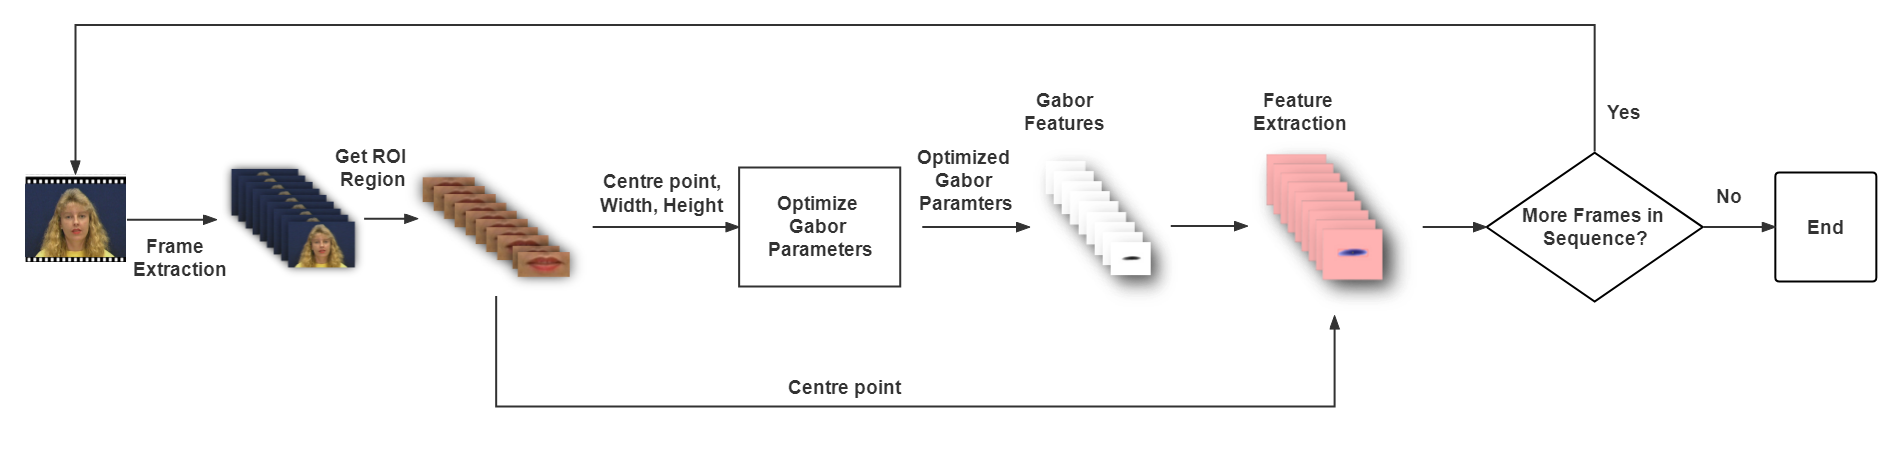 Frame
Extraction
Get ROI
Region
Centre point,
Width, Height
Optimize
Gabor
Parameters
Optimized
Gabor
Paramters
Gabor
Features
Feature
Extraction
More Frames in
Sequence?
Yes
No
End
Centre point